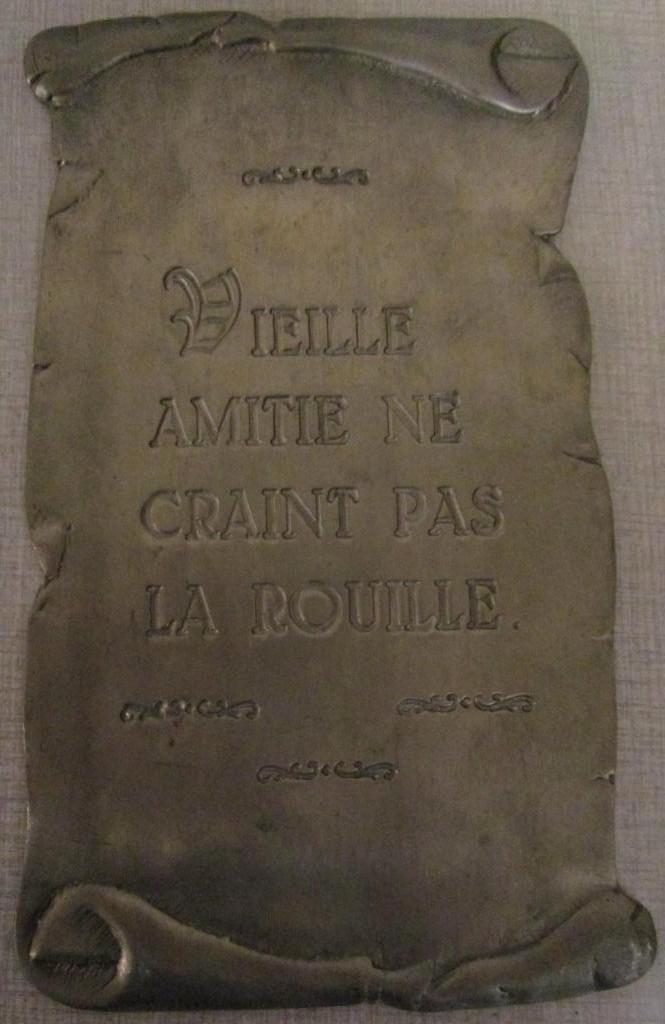 VIEILLE
AMITIE NE
CRAINT PAS
LA ROUILLE.